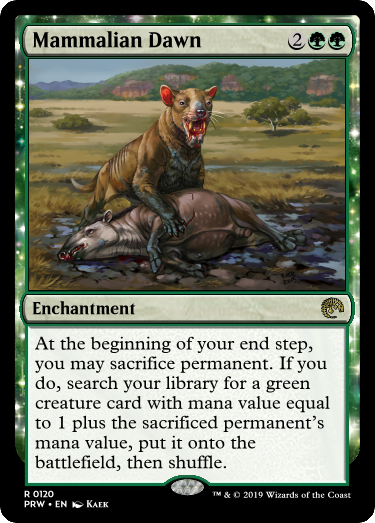 Mammalian Dawn 2
Enchantment
At the beginning of your end step,
you may sacrifice permanent. If you
do, search your library for a green
creature card with mana value equal
to 1 plus the sacrificed permanent's
mana value, put it onto the
battlefield, then shuffle.
R 0120
PRW • EN Kaek
™ & © 2019 Wizards of the Coast